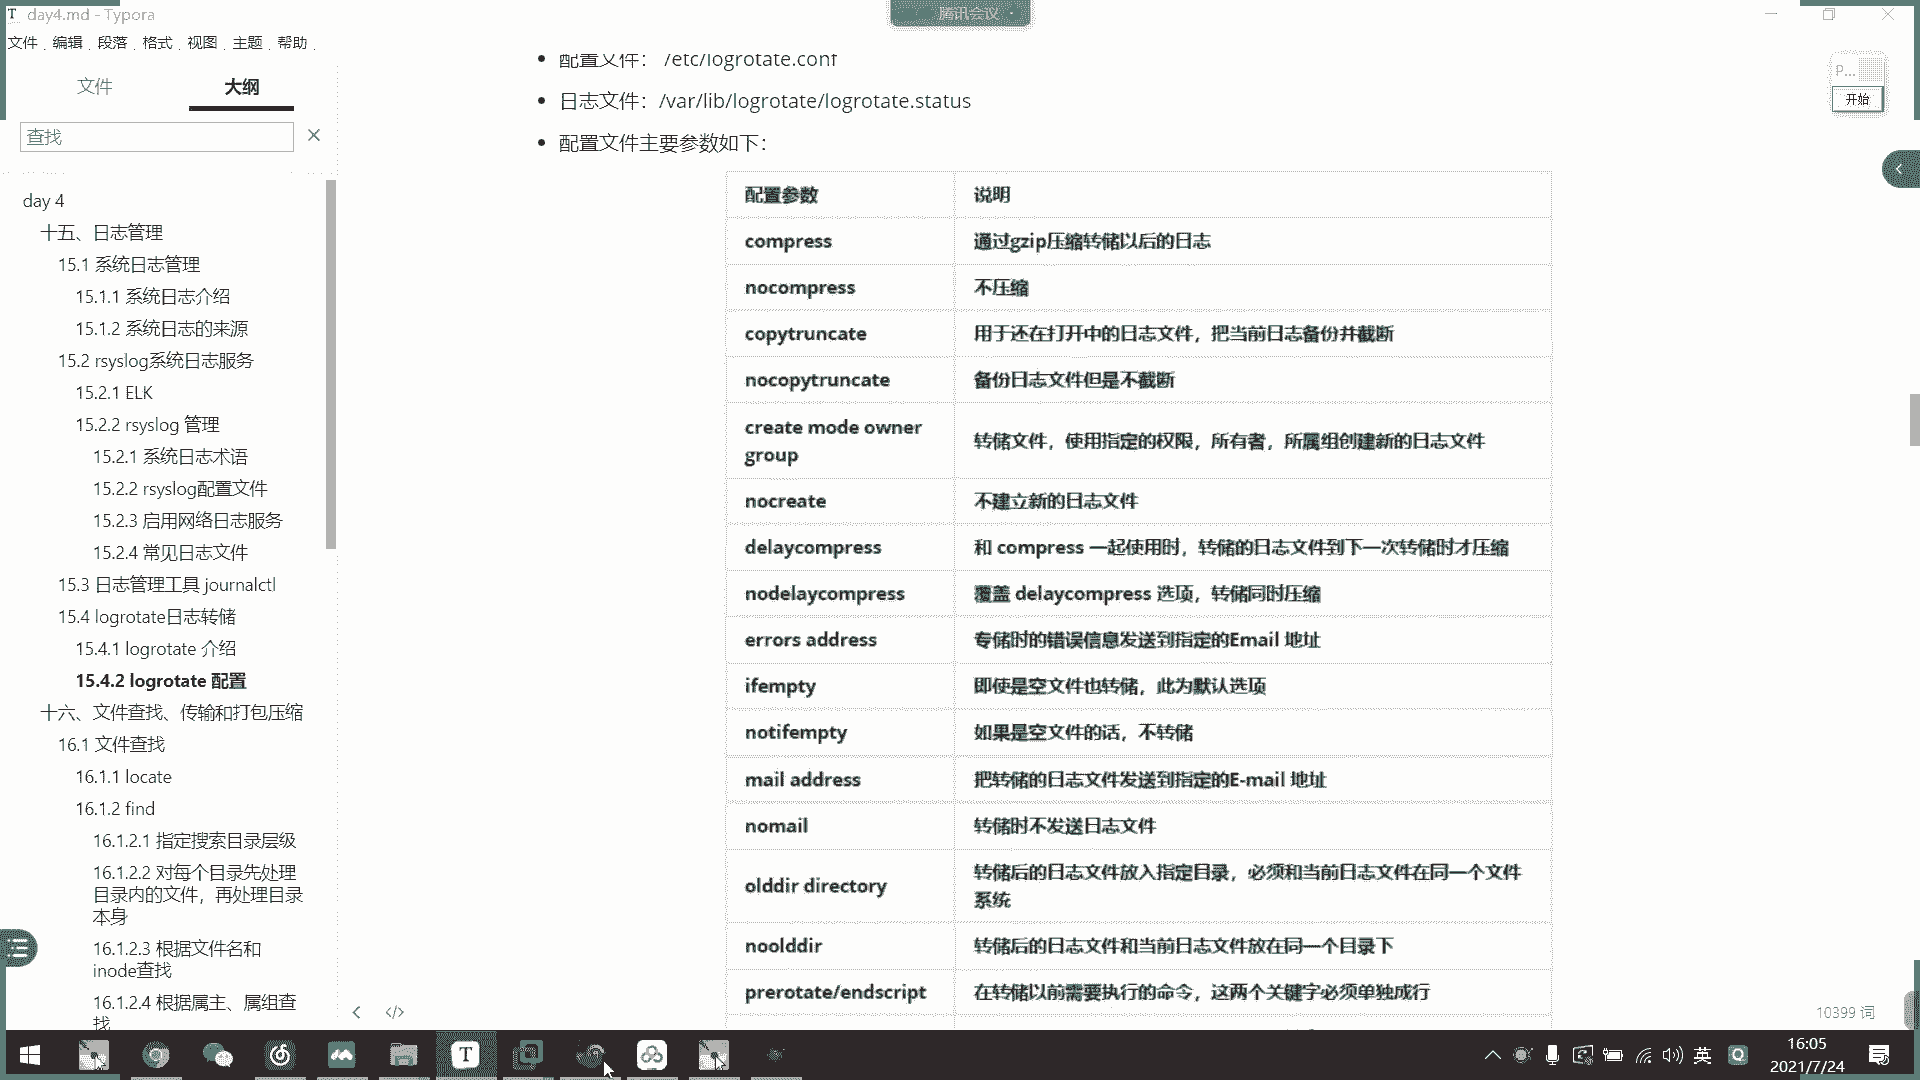 day4.md - Typora
腾讯会议
文件 编辑 段落 格式 视图 主题 帮助
文件
大纲
查找
day 4
十五、日志管理
15.1 系统日志管理
15.1.1 系统日志介绍
15.1.2 系统日志的来源
15.2 rsyslog系统日志服务
15.2.1 ELK
15.2.2 rsyslog 管理
15.2.1 系统日志术语
15.2.2 rsyslog配置文件
15.2.3 启用网络日志服务
15.2.4 常见日志文件
15.3 日志管理工具 journalctl
15.4 logrotate日志转储
15.4.1 logrotate 介绍
15.4.2 logrotate 配置
十六、文件查找、传输和打包压缩
16.1 文件查找
16.1.1 locate
16.1.2 find
16.1.2.1 指定搜索目录层级
16.1.2.2 对每个目录先处理
目录内的文件，再处理目录
本身
16.1.2.3 根据文件名和
inode查找
16.1.2.4 根据属主、属组查
找
配置文件： /etc/logrotate.conf
日志文件：/var/lib/logrotate/logrotate.status
配置文件主要参数如下：
配置参数 说明
compress 通过gzip压缩转储以后的日志
nocompress 不压缩
copytruncate 用于还在打开中的日志文件，把当前日志备份并截断
nocopytruncate 备份日志文件但是不截断
create mode owner
group
转储文件，使用指定的权限，所有者，所属组创建新的日志文件
nocreate 不建立新的日志文件
delaycompress 和 compress 一起使用时，转储的日志文件到下一次转储时才压缩
nodelaycompress 覆盖 delaycompress 选项，转储同时压缩
errors address 专储时的错误信息发送到指定的Email 地址
ifempty 即使是空文件也转储，此为默认选项
notifempty 如果是空文件的话，不转储
mail address 把转储的日志文件发送到指定的E-mail 地址
nomail 转储时不发送日志文件
olddir directory
转储后的日志文件放入指定目录，必须和当前日志文件在同一个文件
系统
noolddir 转储后的日志文件和当前日志文件放在同一个目录下
prerotate/endscript 在转储以前需要执行的命令，这两个关键字必须单独成行
P...
开始
10399 词
英
16:05
2021/7/24